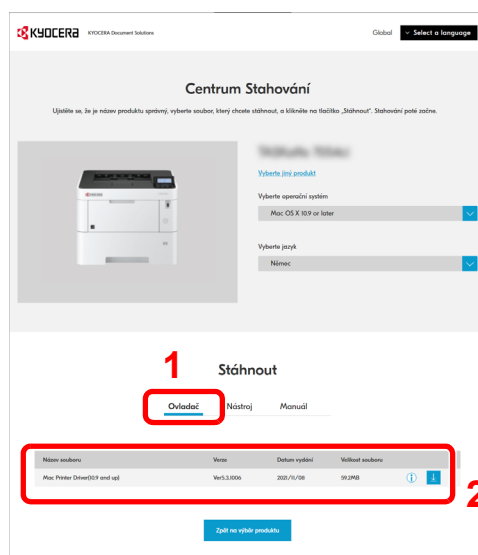 KYOCERA KYOCERA Document Solutions Global Select a language
Centrum Stahování
Ujistěte se, že je název produktu správný, vyberte soubor, který chcete stáhnout, a klikněte na tlačítko „Stáhnout". Stahování poté začne.
Vyberte jiný produkt
Vyberte operační systém
Mac OS X 10.9 or later
Vyberte jazyk
Němec
1
Stáhnout
Ovladač Nástroj Manuál
Název souboru Verze Datum vydání Velikost souboru
Mac Printer Driver(10.9 and up) Ver5.3.1006 2021/11/08 59.2MB
2
Zpět na výběr produktu